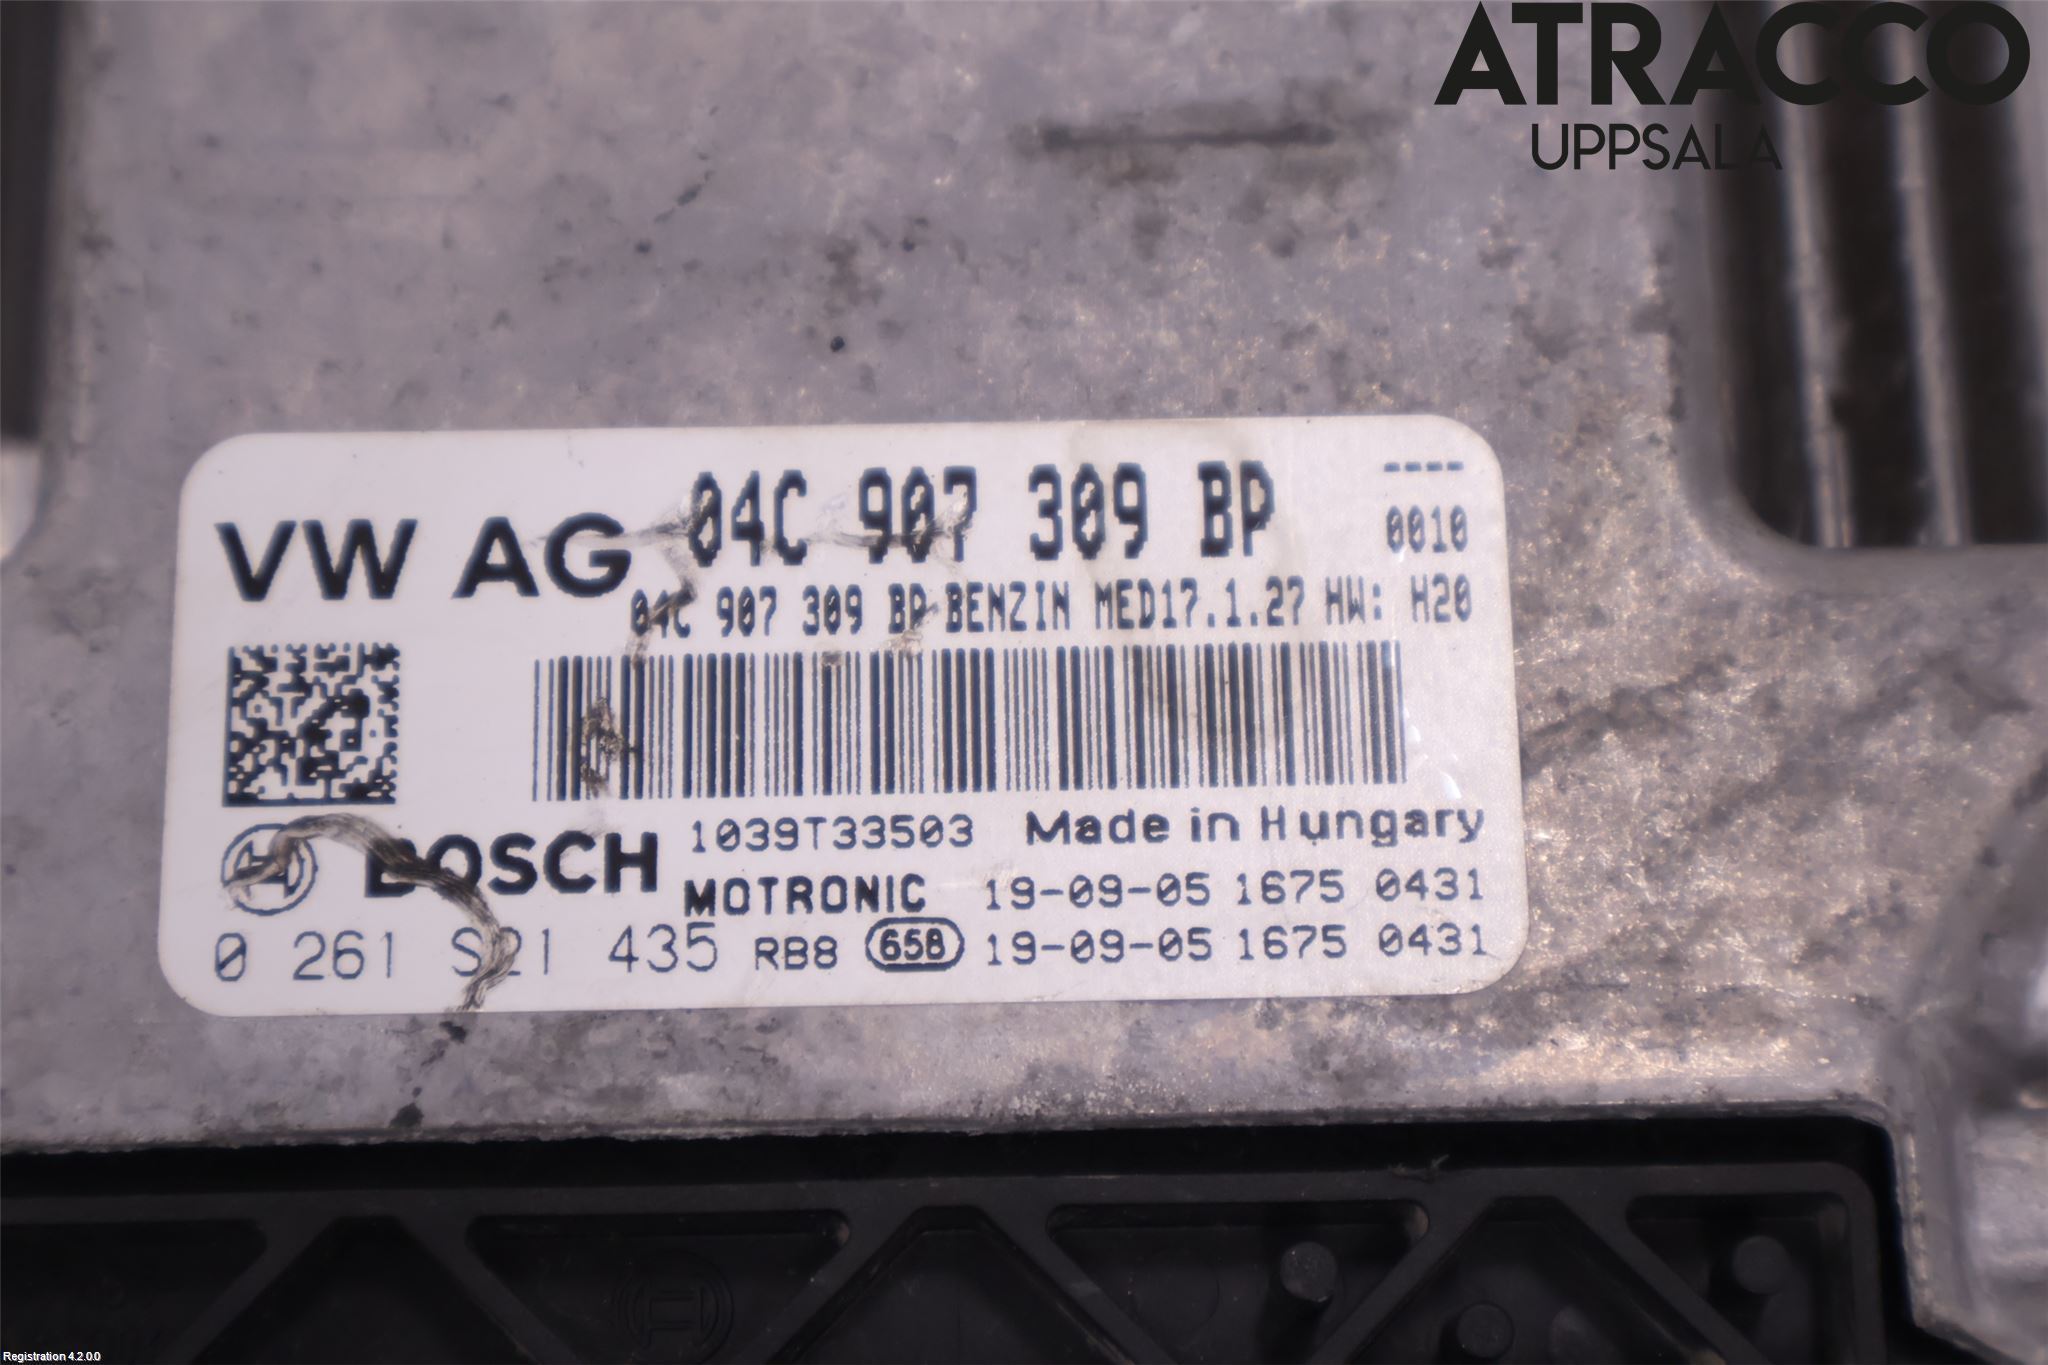 ATRACCO
UPPSALA
----
VW AG 04C 907 309 BP 0010
04C 907 309 BP BENZIN MED17.1.27 HW: H20
BOSCH 1039T33503 Made in Hungary
MOTRONIC 19-09-05 1675 0431
0 261 S21 435 RB8 658 19-09-05 1675 0431
Registration 4.2.0.0